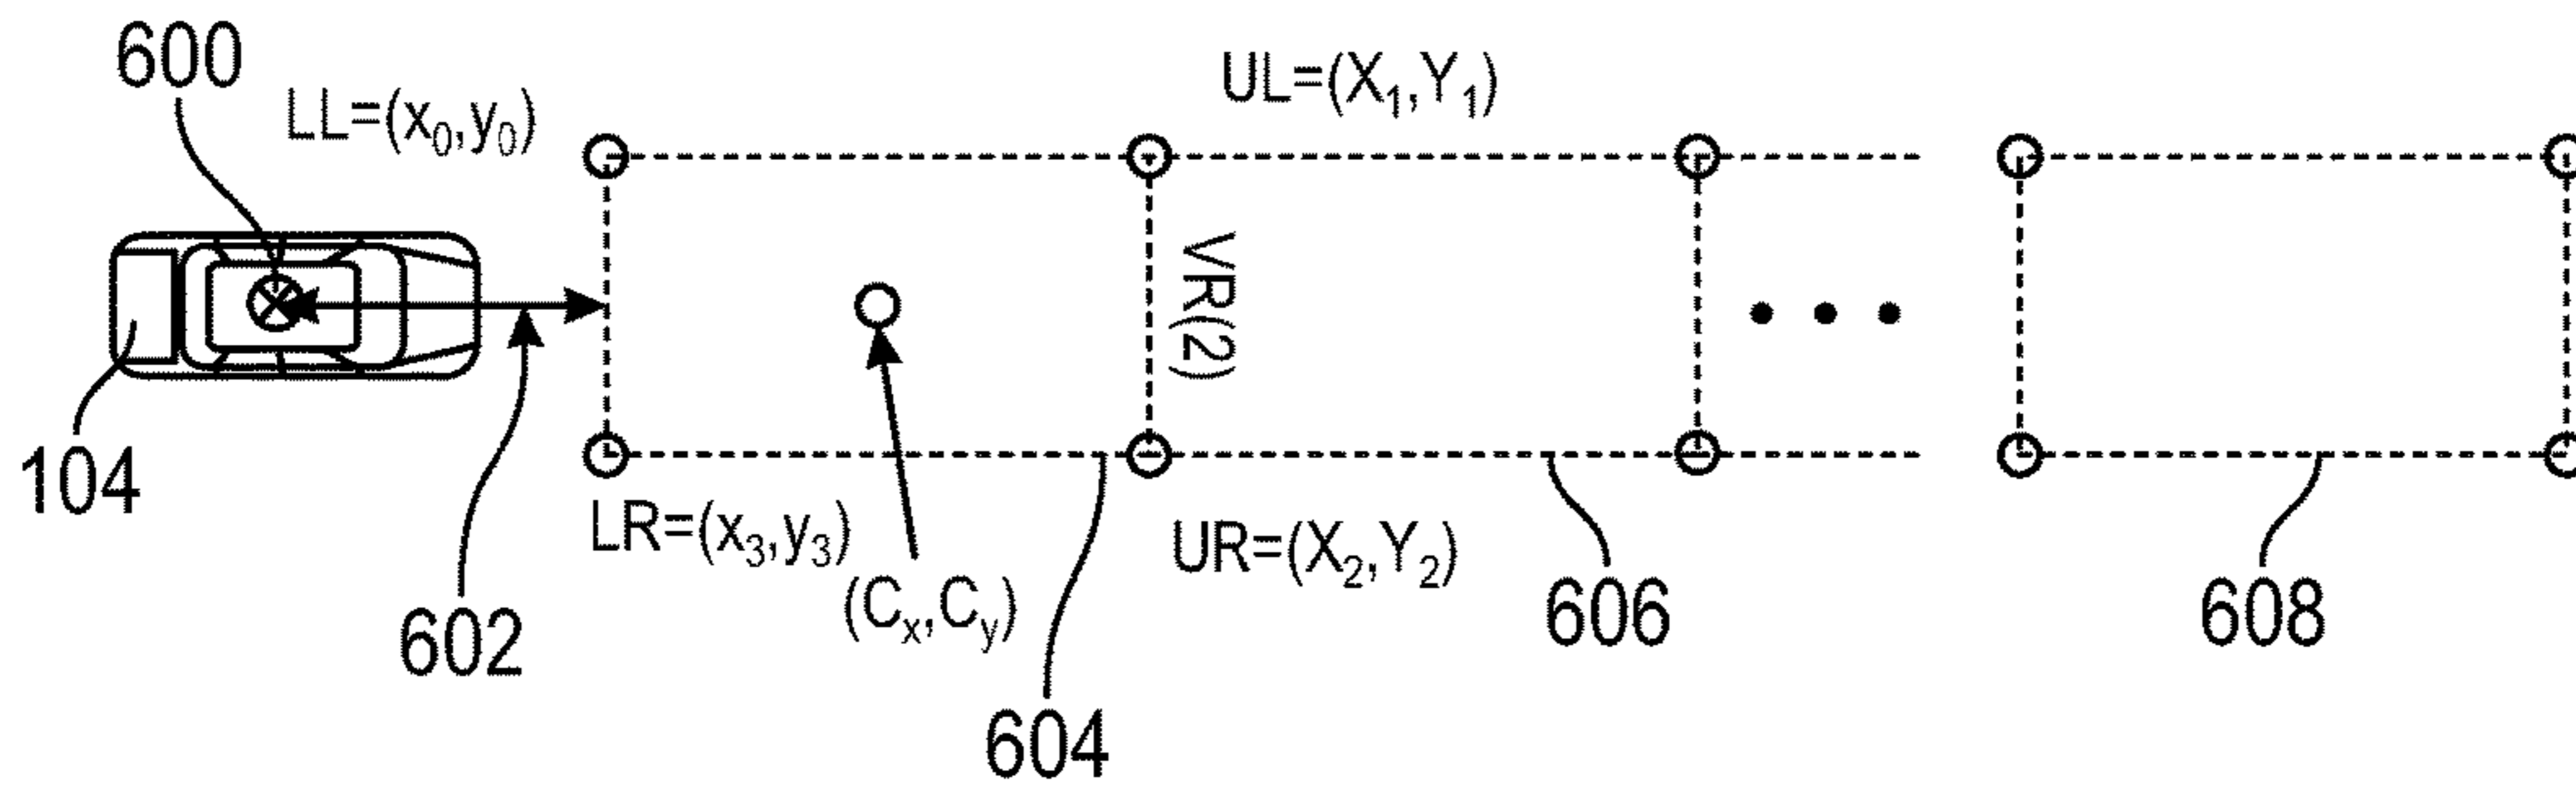 600
LL=(x₀,y₀)
UL=(X₁,Y₁)
VR(2)
104
LR=(x₃,y₃)
UR=(X₂,Y₂)
(Cₓ,Cᵧ)
602
606
608
604